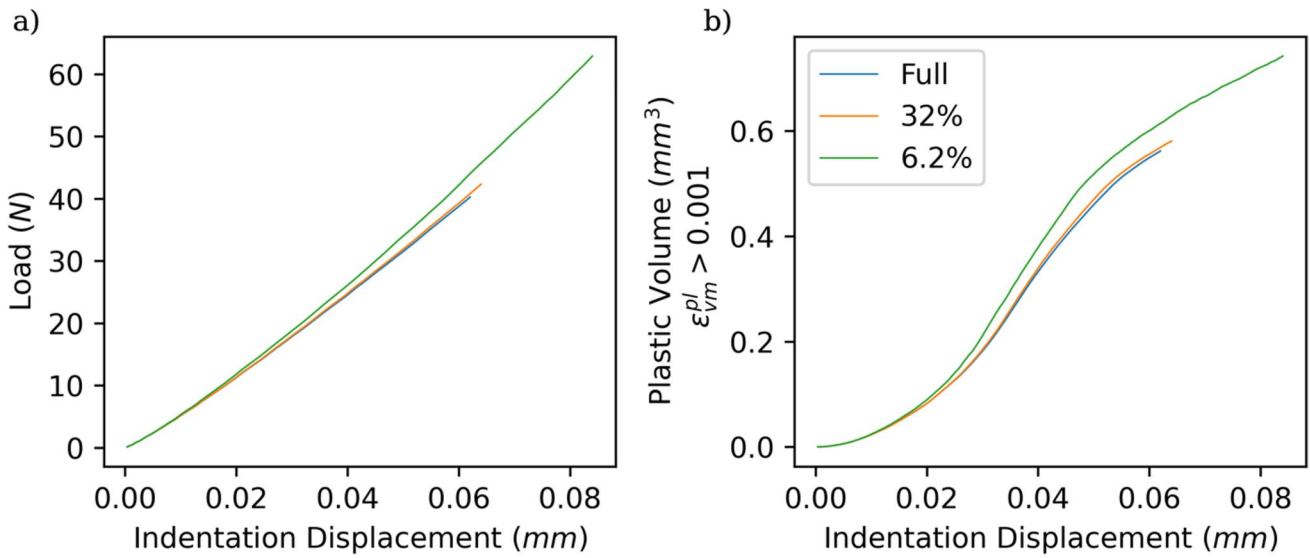 a)
Load (N)
60
50
40
30
20
10
0
0.00 0.02 0.04 0.06 0.08
Indentation Displacement (mm)
b)
Full
32%
6.2%
Plastic Volume (mm³)
εᵖˡᵥₘ > 0.001
0.6
0.4
0.2
0.0
0.00 0.02 0.04 0.06 0.08
Indentation Displacement (mm)